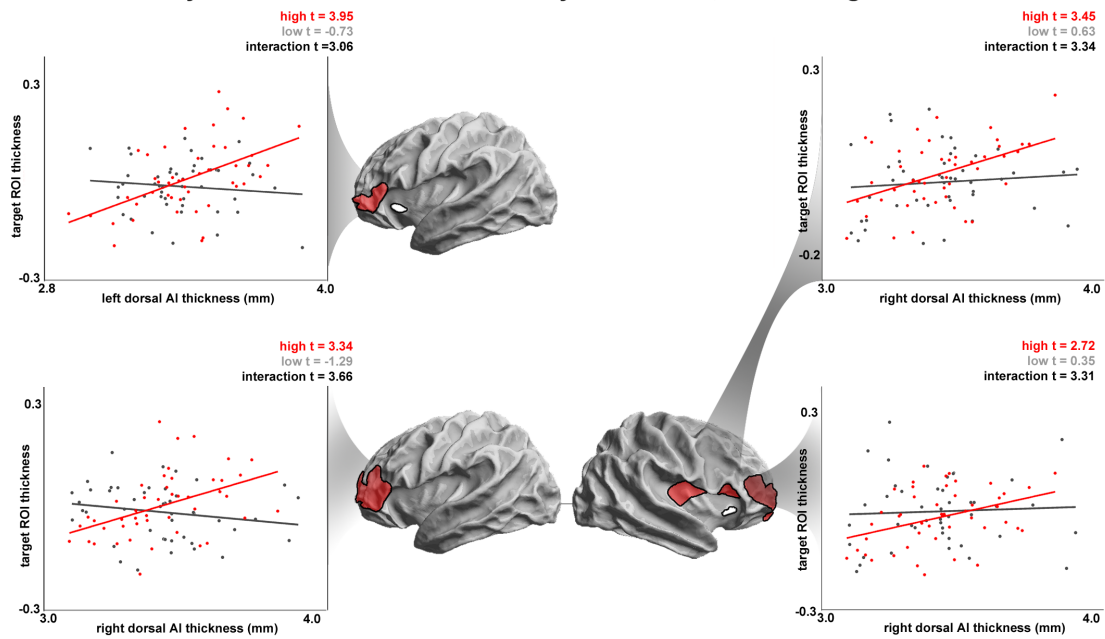 high t = 3.95
low t = -0.73
interaction t =3.06
0.3
target ROI thickness
-0.3
2.8
4.0
left dorsal AI thickness (mm)
high t = 3.45
low t = 0.63
interaction t = 3.34
0.3
target ROI thickness
-0.2
3.0
4.0
right dorsal AI thickness (mm)
high t = 3.34
low t = -1.29
interaction t = 3.66
0.3
target ROI thickness
-0.3
3.0
4.0
right dorsal AI thickness (mm)
high t = 2.72
low t = 0.35
interaction t = 3.31
0.3
target ROI thickness
-0.3
3.0
4.0
right dorsal AI thickness (mm)